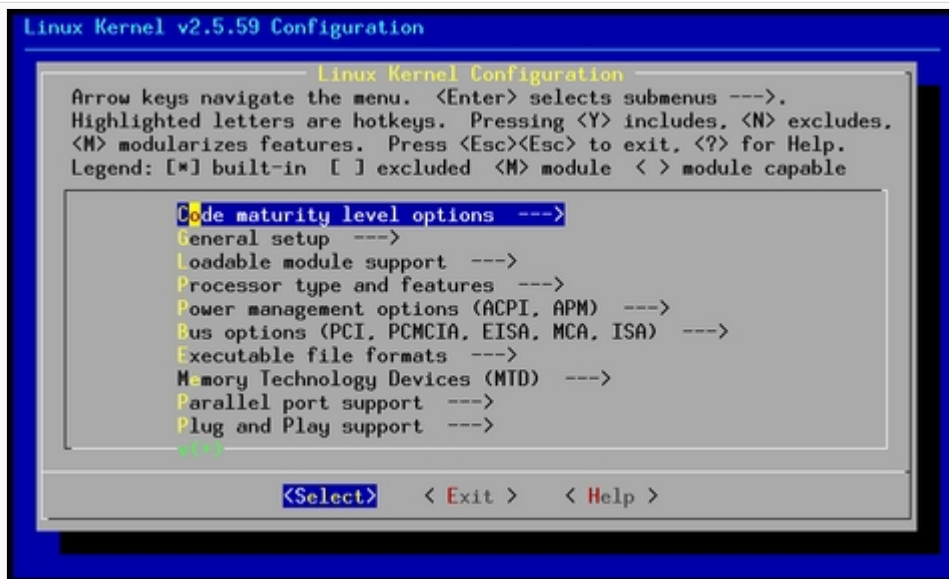 Linux Kernel v2.5.59 Configuration
Linux Kernel Configuration
Arrow keys navigate the menu.  <Enter> selects submenus --->.
Highlighted letters are hotkeys.  Pressing <Y> includes, <N> excludes,
<M> modularizes features.  Press <Esc><Esc> to exit, <?> for Help.
Legend: [*] built-in  [ ] excluded  <M> module  < > module capable
Code maturity level options  --->
General setup  --->
Loadable module support  --->
Processor type and features  --->
Power management options (ACPI, APM)  --->
Bus options (PCI, PCMCIA, EISA, MCA, ISA)  --->
Executable file formats  --->
Memory Technology Devices (MTD)  --->
Parallel port support  --->
Plug and Play support  --->
v(+)
<Select>    < Exit >    < Help >